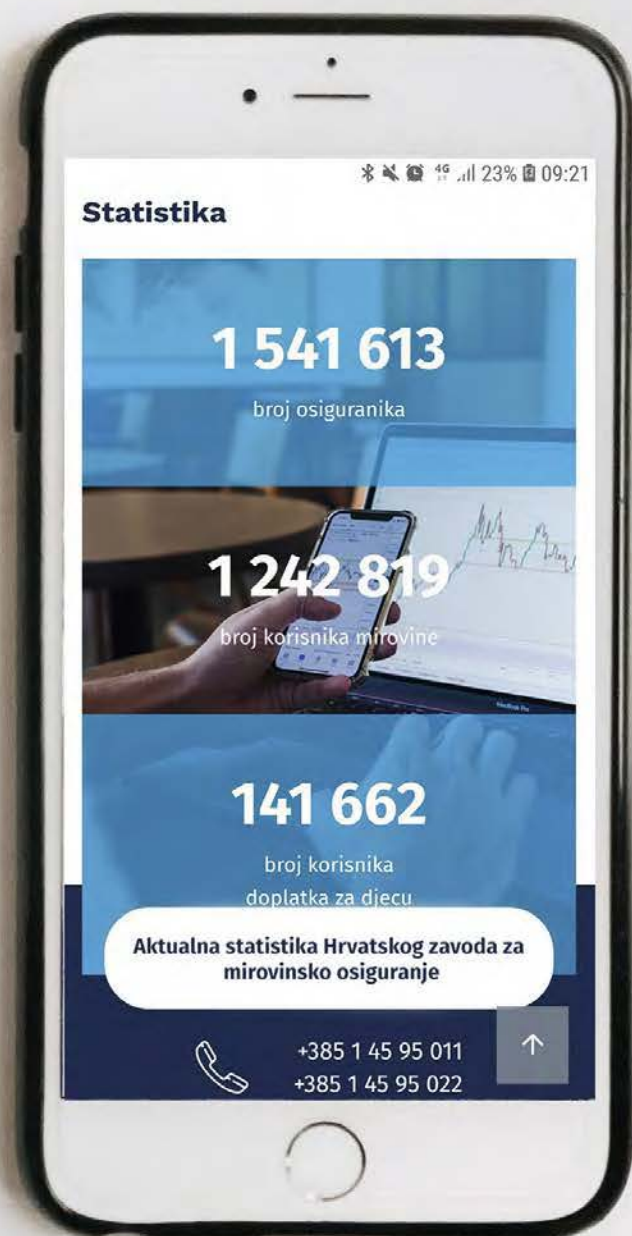 4G 23% 09:21
Statistika
1 541 613
broj osiguranika
1 242 819
broj korisnika mirovine
141 662
broj korisnika
doplatka za djecu
Aktualna statistika Hrvatskog zavoda za
mirovinsko osiguranje
+385 1 45 95 011
+385 1 45 95 022